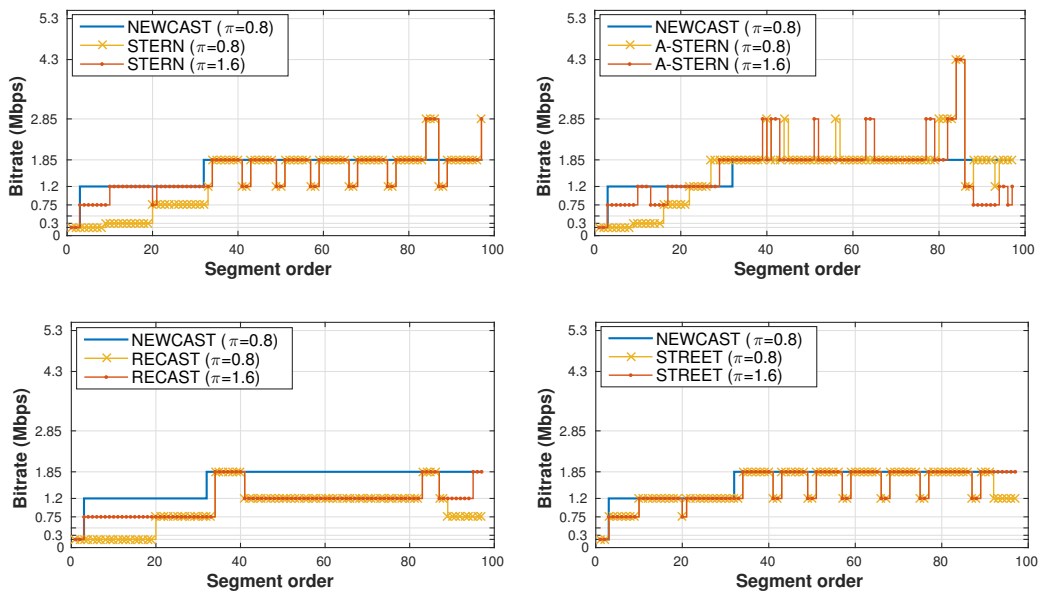 5.3
4.3
2.85
1.85
1.2
0.75
0.3
0
Bitrate (Mbps)
NEWCAST (π=0.8)
STERN (π=0.8)
STERN (π=1.6)
0 20 40 60 80 100
Segment order
5.3
4.3
2.85
1.85
1.2
0.75
0.3
0
Bitrate (Mbps)
NEWCAST (π=0.8)
A-STERN (π=0.8)
A-STERN (π=1.6)
0 20 40 60 80 100
Segment order
5.3
4.3
2.85
1.85
1.2
0.75
0.3
0
Bitrate (Mbps)
NEWCAST (π=0.8)
RECAST (π=0.8)
RECAST (π=1.6)
0 20 40 60 80 100
Segment order
5.3
4.3
2.85
1.85
1.2
0.75
0.3
0
Bitrate (Mbps)
NEWCAST (π=0.8)
STREET (π=0.8)
STREET (π=1.6)
0 20 40 60 80 100
Segment order